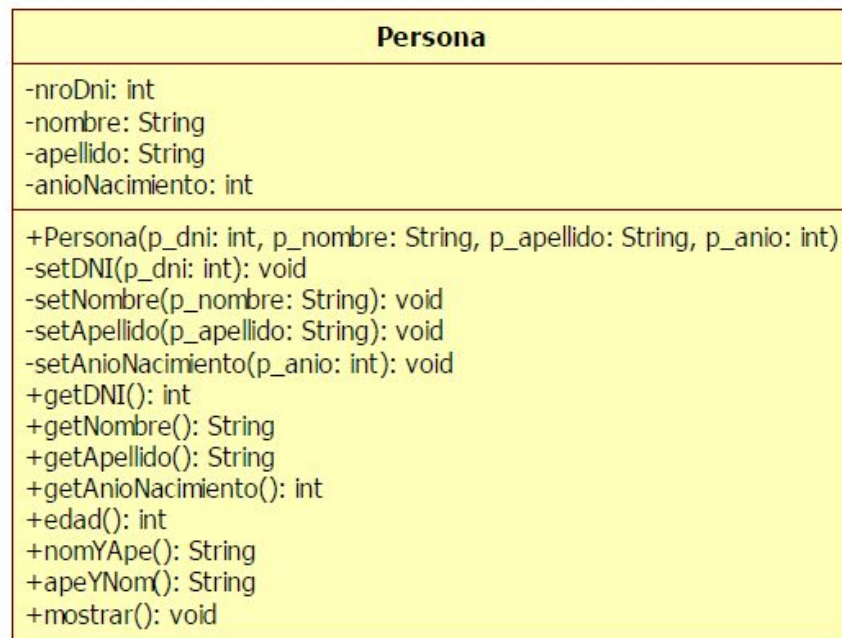 Persona
-nroDni: int
-nombre: String
-apellido: String
-anioNacimiento: int
+Persona(p_dni: int, p_nombre: String, p_apellido: String, p_anio: int)
-setDNI(p_dni: int): void
-setNombre(p_nombre: String): void
-setApellido(p_apellido: String): void
-setAnioNacimiento(p_anio: int): void
+getDNI(): int
+getNombre(): String
+getApellido(): String
+getAnioNacimiento(): int
+edad(): int
+nomYApe(): String
+apeYNom(): String
+mostrar(): void